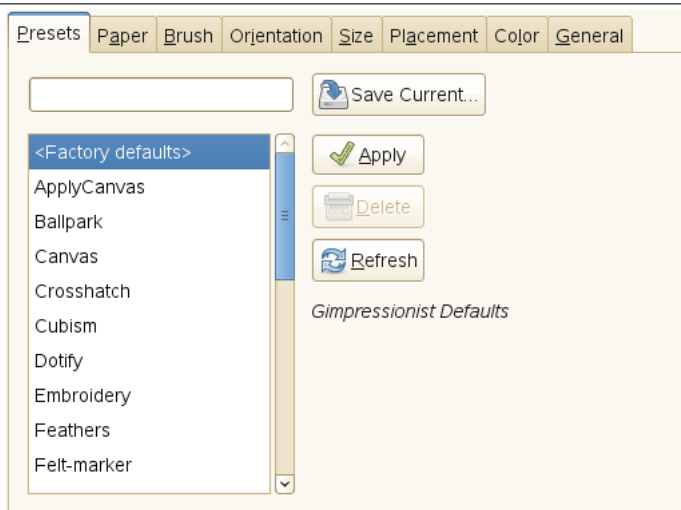 Presets Paper Brush Orientation Size Placement Color General
Save Current...
<Factory defaults>
Apply
ApplyCanvas
Ballpark
Delete
Canvas
Refresh
Crosshatch
Gimpressionist Defaults
Cubism
Dotify
Embroidery
Feathers
Felt-marker